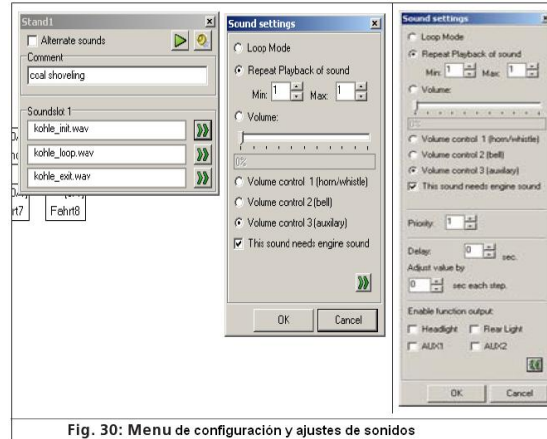 Stand1
Alternate sounds
Comment
coal shoveling
Soundslot 1
kohle_init.wav
kohle_loop.wav
kohle_exit.wav
rt7
Fahrt8
Sound settings
Loop Mode
Repeat Playback of sound
Min: 1 Max: 1
Volume:
0%
Volume control 1 (horn/whistle)
Volume control 2 (bell)
Volume control 3 (auxilary)
This sound needs engine sound
OK Cancel
Sound settings
Loop Mode
Repeat Playback of sound
Min: 1 Max: 1
Volume:
0%
Volume control 1 (horn/whistle)
Volume control 2 (bell)
Volume control 3 (auxilary)
This sound needs engine sound
Priority: 1
Delay: 0 sec.
Adjust value by
0 sec each step.
Enable function output:
Headlight Rear Light
AUX1 AUX2
OK Cancel
Fig. 30: Menu de configuración y ajustes de sonidos